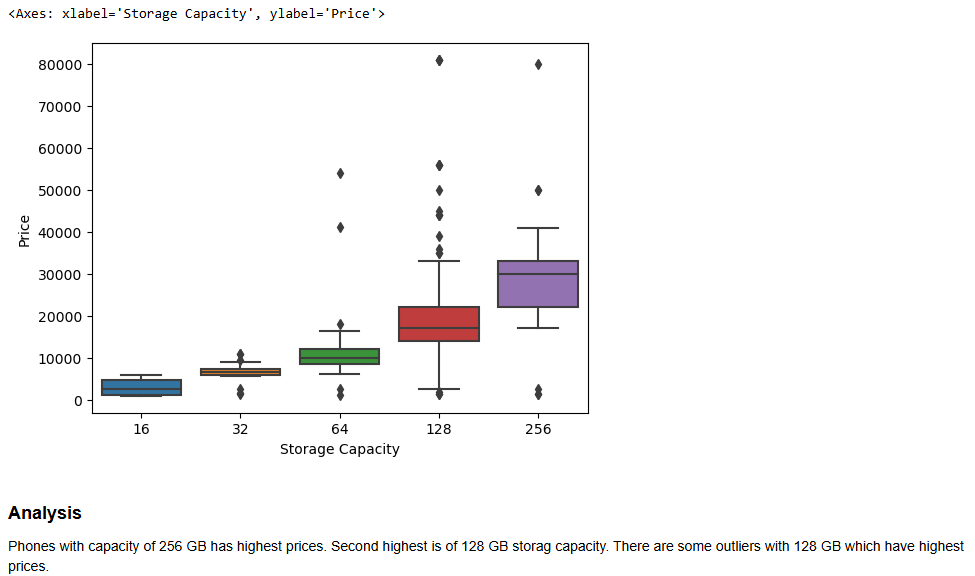 <Axes: xlabel='Storage Capacity', ylabel='Price'>
80000
70000
60000
50000
40000
30000
20000
10000
0
Price
16 32 64 128 256
Storage Capacity
Analysis
Phones with capacity of 256 GB has highest prices. Second highest is of 128 GB storag capacity. There are some outliers with 128 GB which have highest
prices.